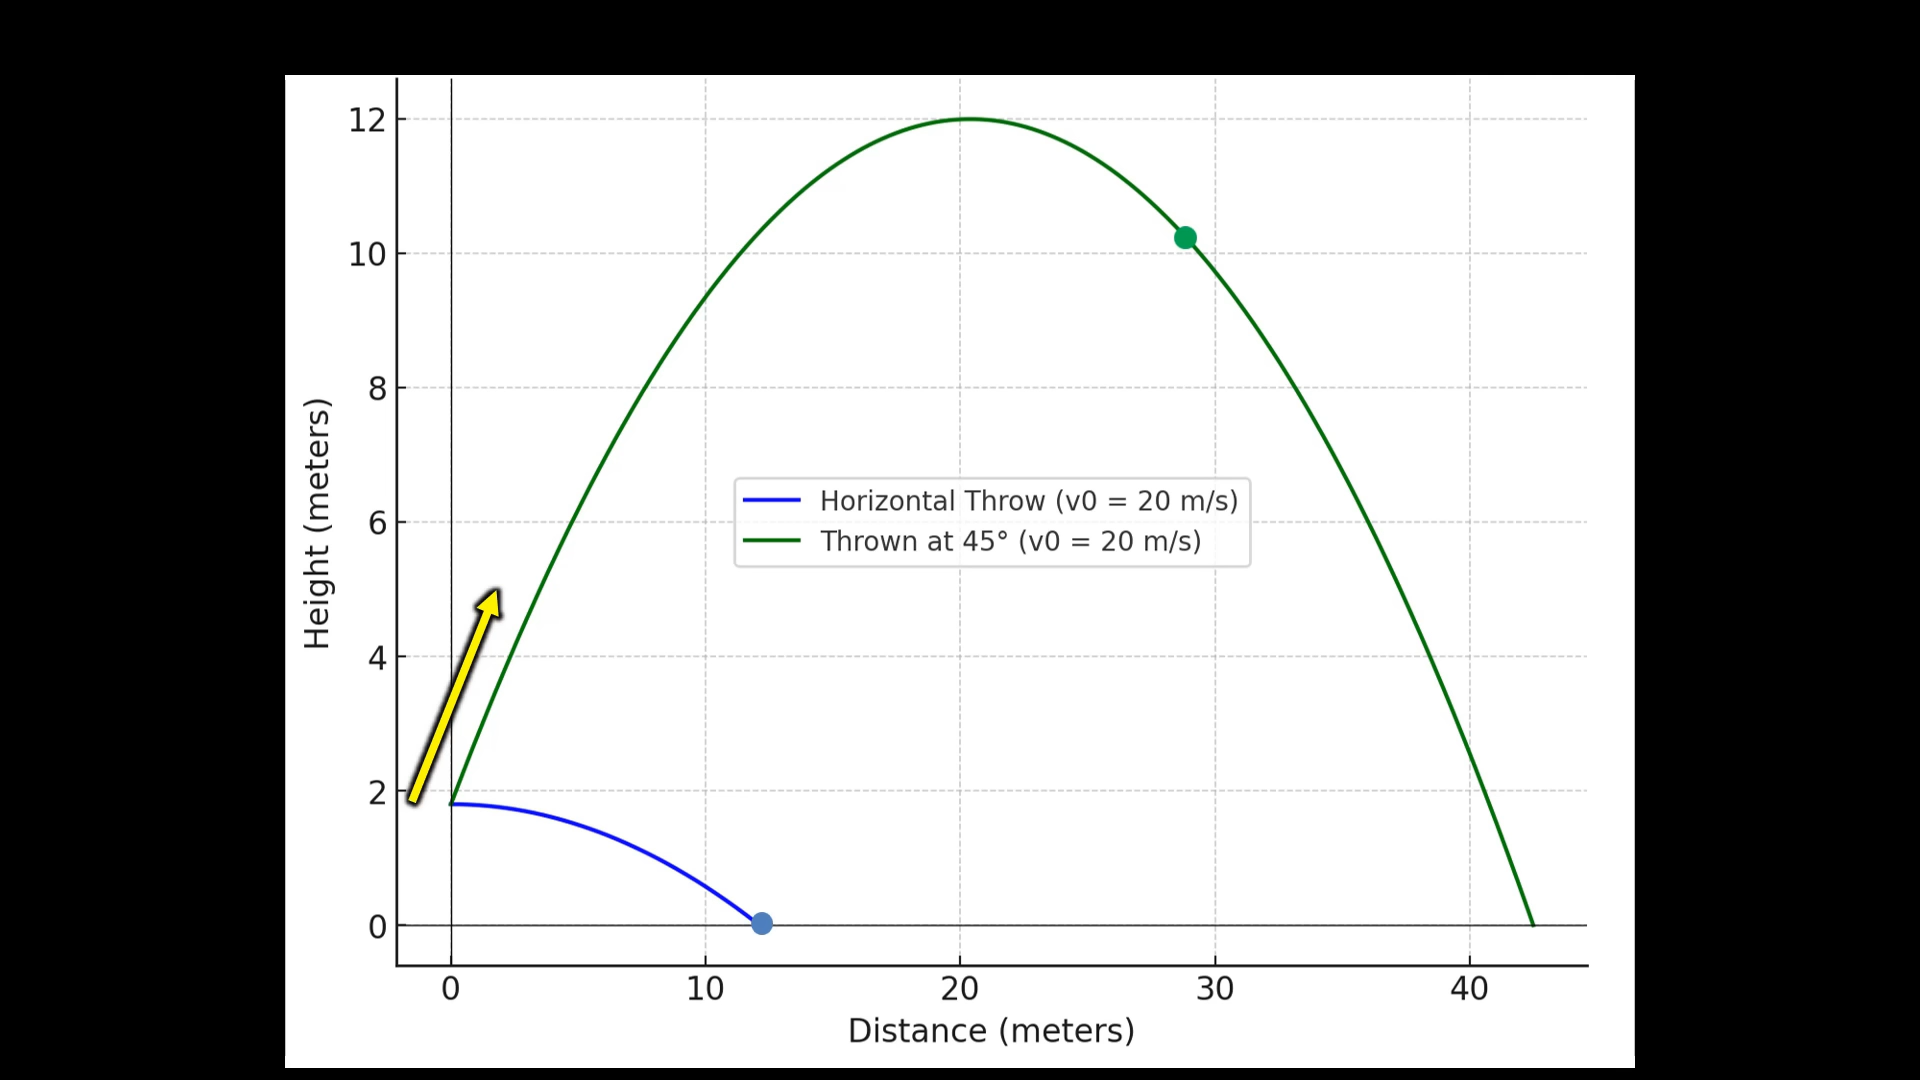 12
10
8
6
4
2
0
Height (meters)
Horizontal Throw (v0 = 20 m/s)
Thrown at 45° (v0 = 20 m/s)
0 10 20 30 40
Distance (meters)